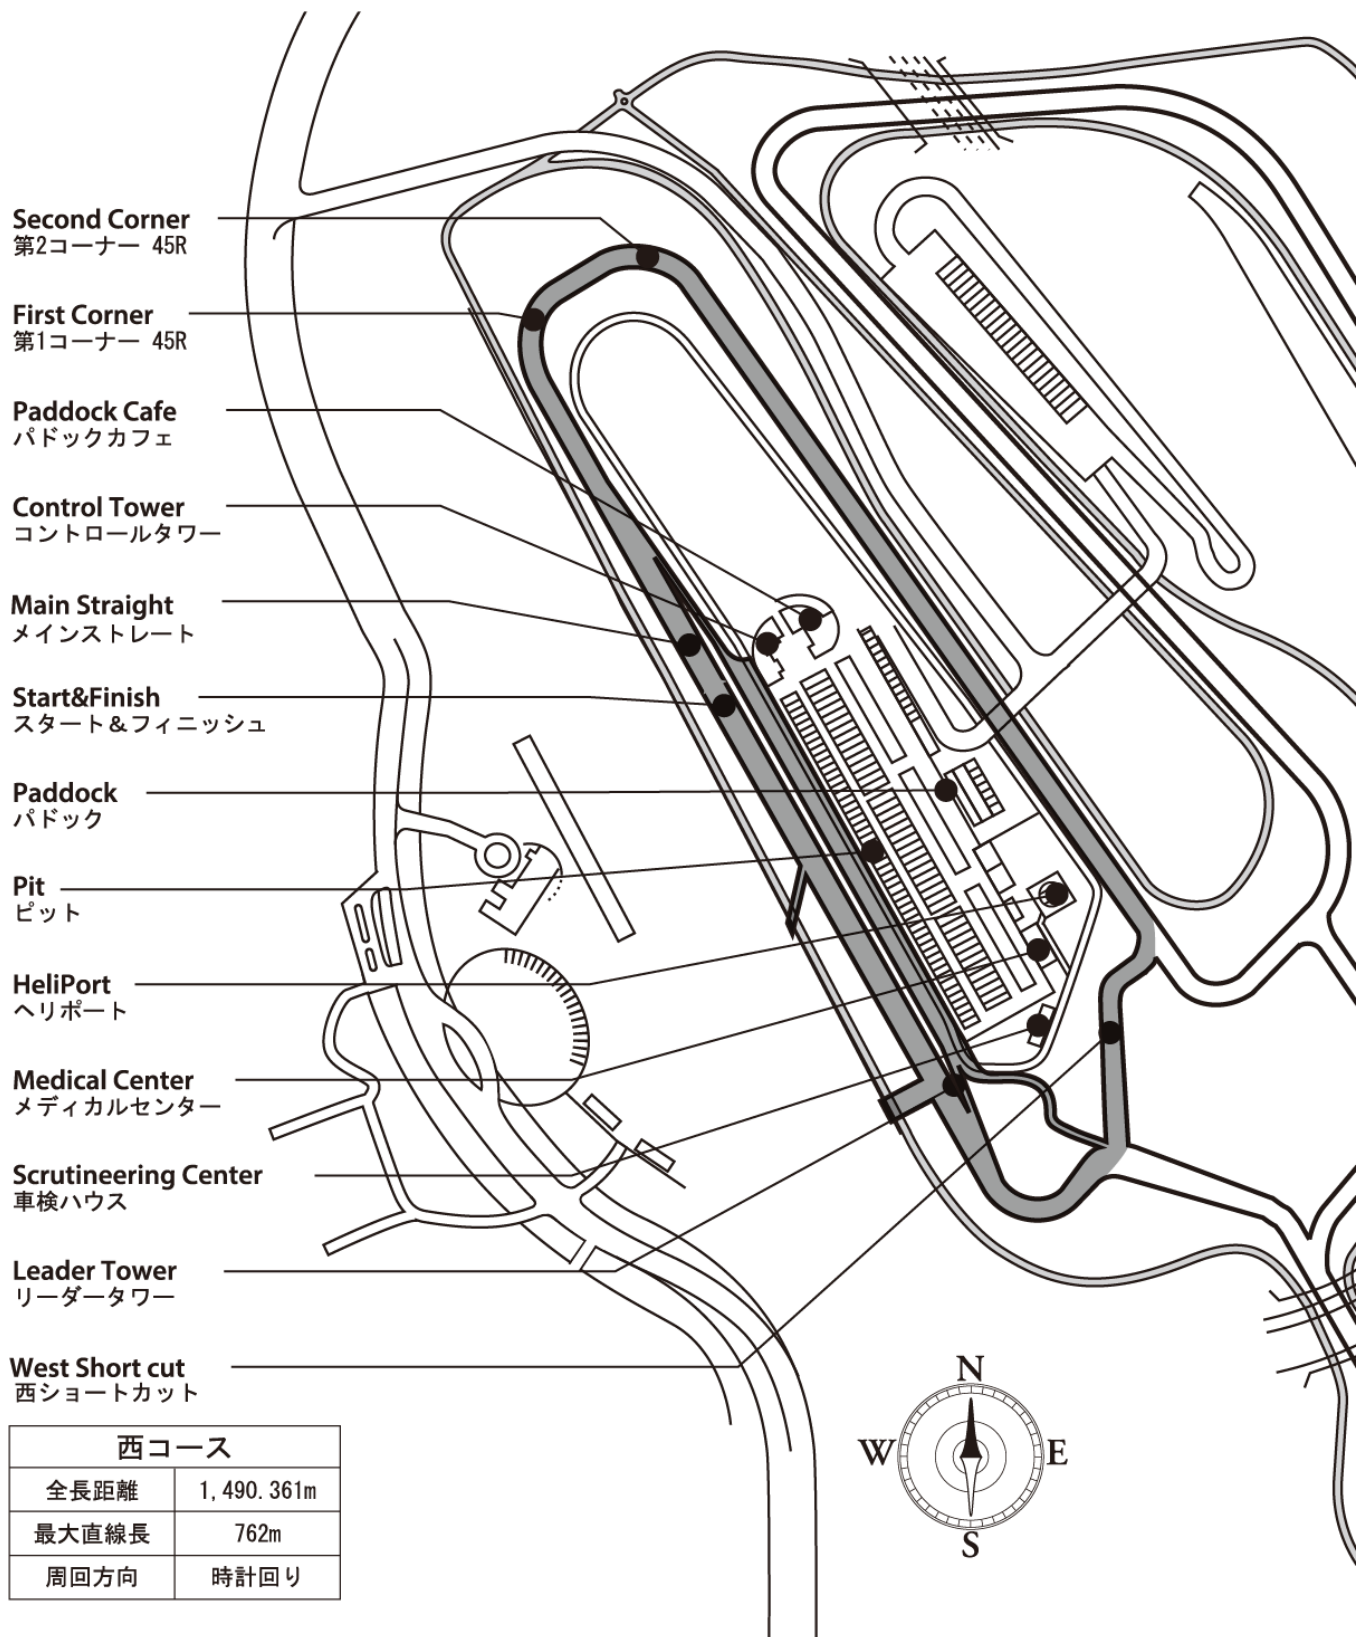 Second Corner
第2コーナー 45R
First Corner
第1コーナー 45R
Paddock Cafe
パドックカフェ
Control Tower
コントロールタワー
Main Straight
メインストレート
Start&Finish
スタート＆フィニッシュ
Paddock
パドック
Pit
ピット
HeliPort
ヘリポート
Medical Center
メディカルセンター
Scrutineering Center
車検ハウス
Leader Tower
リーダータワー
West Short cut
西ショートカット
西コース
全長距離 1,490.361m
最大直線長 762m
周回方向 時計回り
N
W E
S